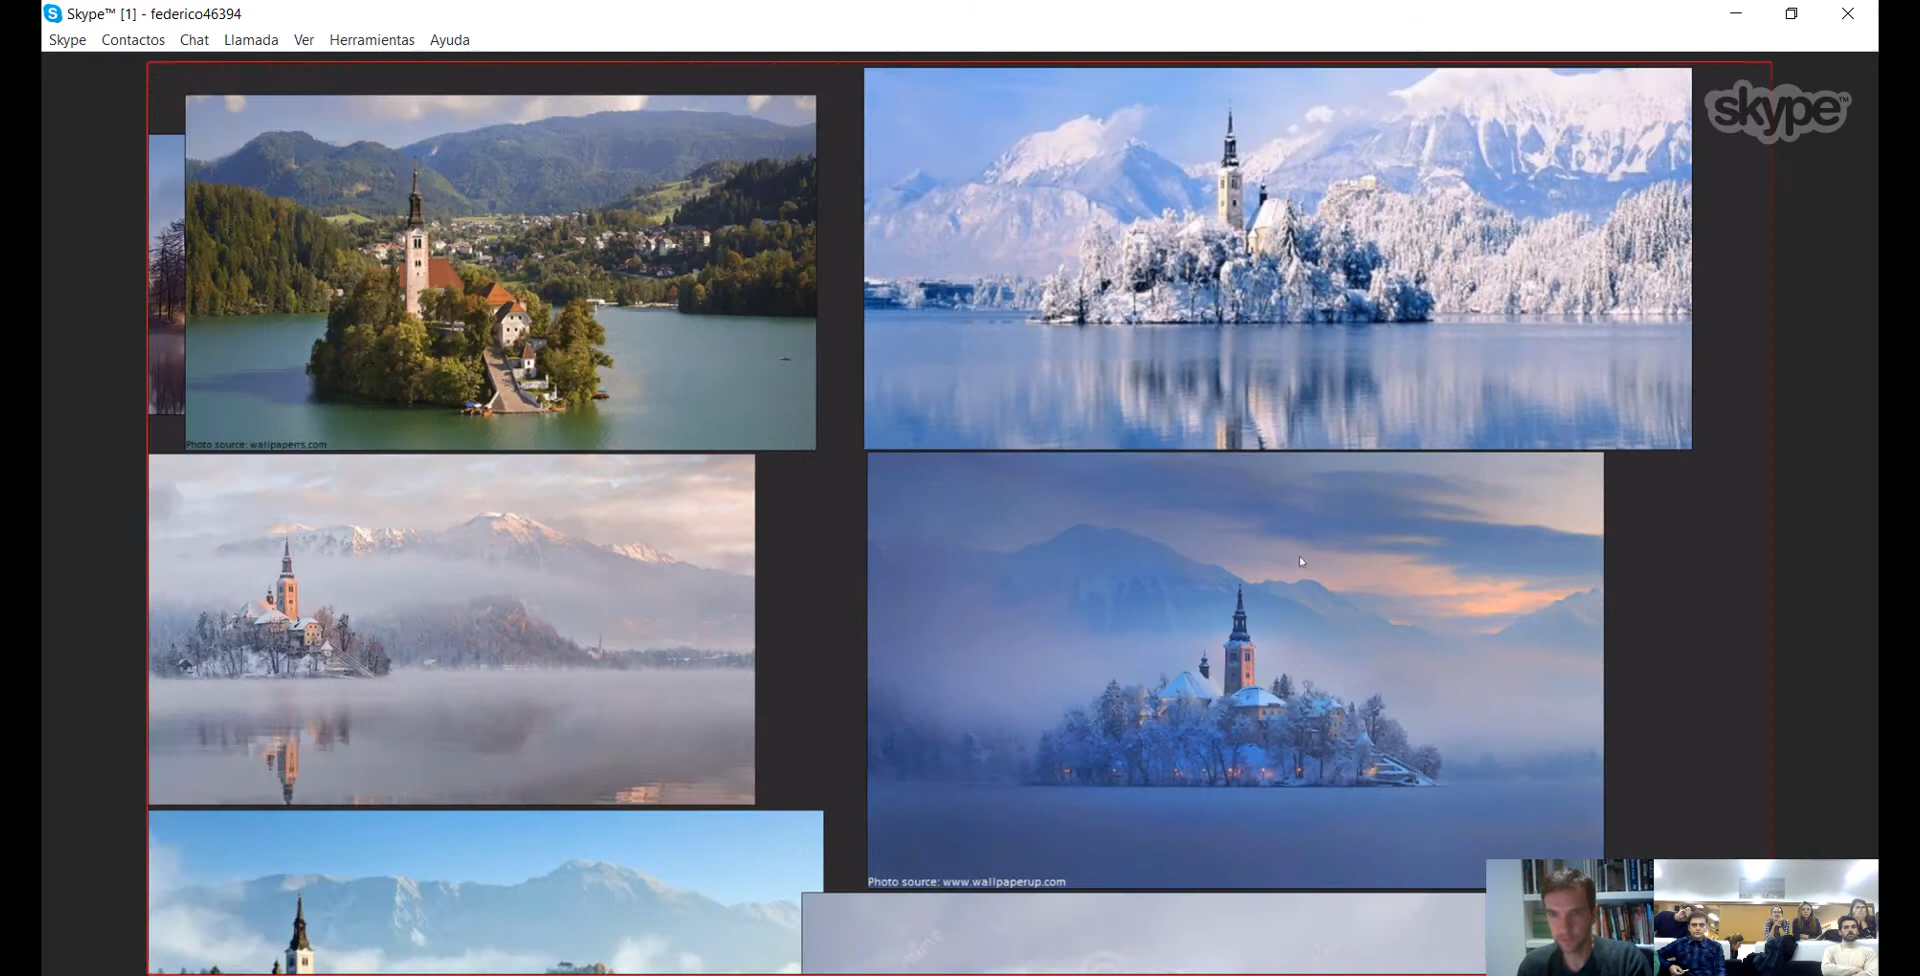 Skype™ [1] - federico46394
Skype Contactos Chat Llamada Ver Herramientas Ayuda
skype™
Photo source: wallpaperrs.com
Photo source: www.wallpaperup.com